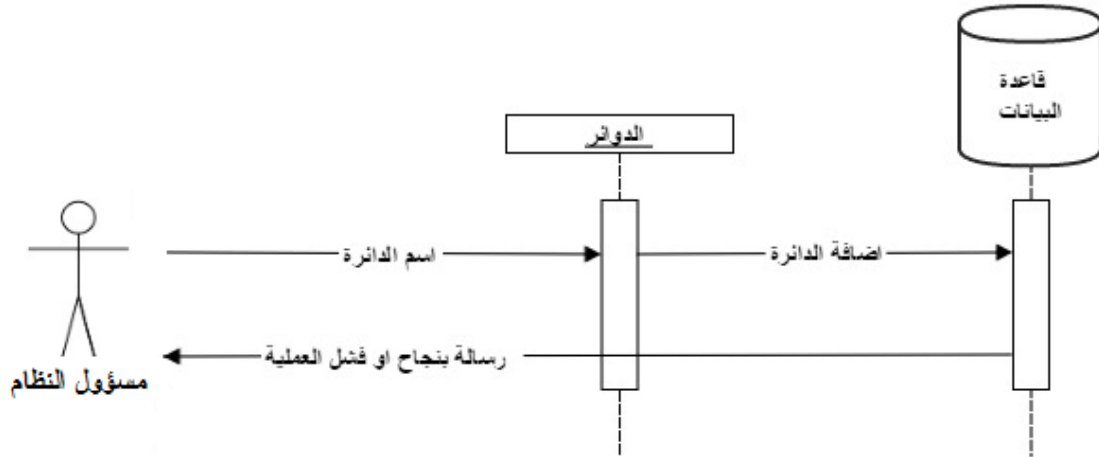 قاعدة
البيانات
الدوائر
اسم الدائرة
اضافة الدائرة
رسالة بنجاح او فشل العملية
مسؤول النظام